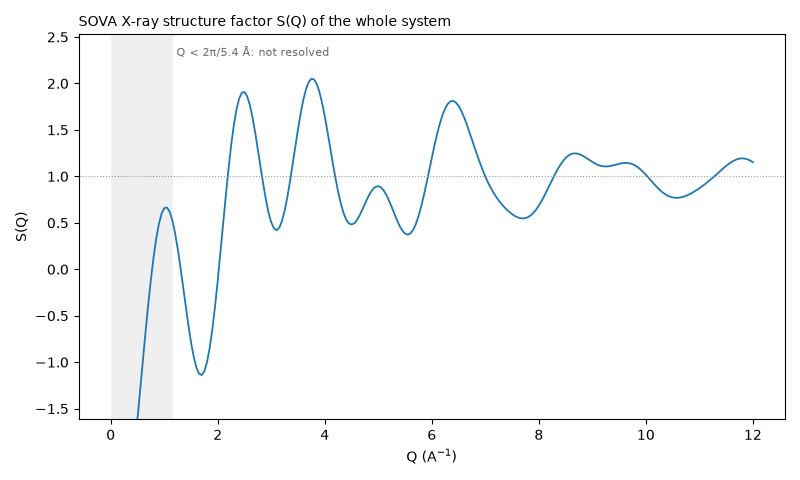 SOVA X-ray structure factor S(Q) of the whole system
Q < 2π/5.4 Å: not resolved
S(Q)
2.5
2.0
1.5
1.0
0.5
0.0
−0.5
−1.0
−1.5
0 2 4 6 8 10 12
Q (A⁻¹)